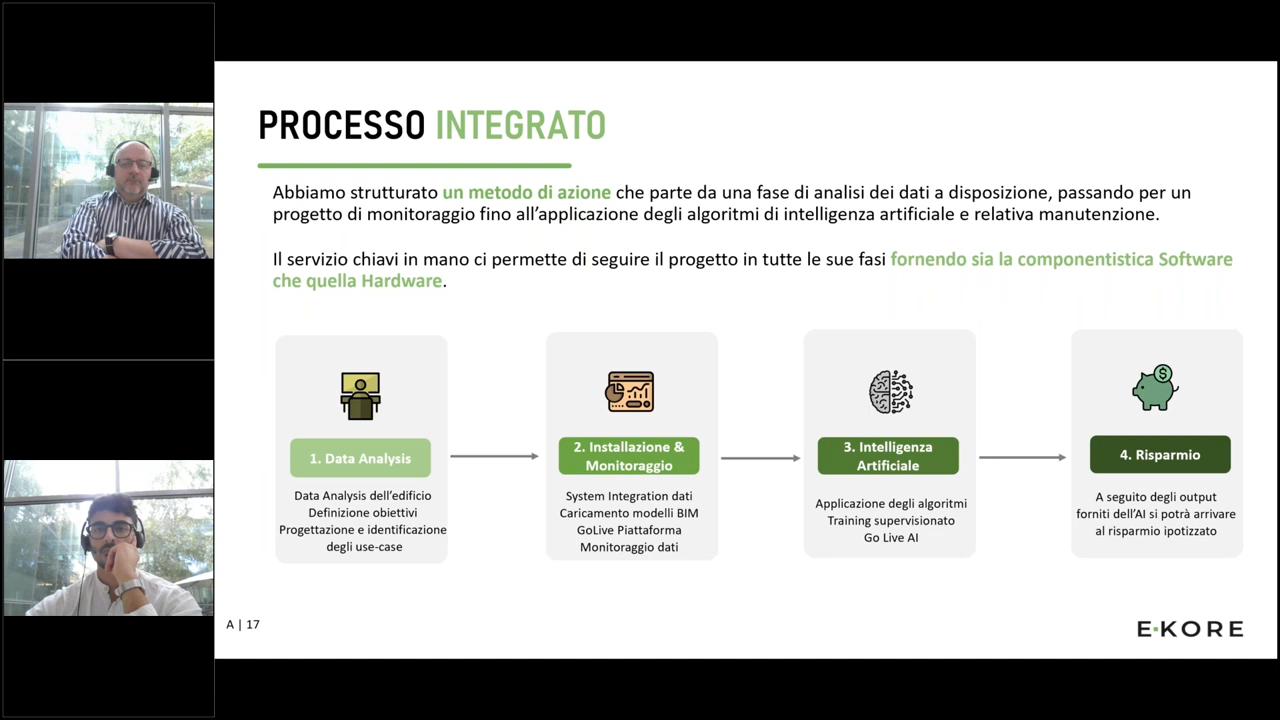 PROCESSO INTEGRATO
Abbiamo strutturato un metodo di azione che parte da una fase di analisi dei dati a disposizione, passando per un
progetto di monitoraggio fino all’applicazione degli algoritmi di intelligenza artificiale e relativa manutenzione.
Il servizio chiavi in mano ci permette di seguire il progetto in tutte le sue fasi fornendo sia la componentistica Software
che quella Hardware.
1. Data Analysis
Data Analysis dell’edificio
Definizione obiettivi
Progettazione e identificazione
degli use-case
2. Installazione &
Monitoraggio
System Integration dati
Caricamento modelli BIM
GoLive Piattaforma
Monitoraggio dati
3. Intelligenza
Artificiale
Applicazione degli algoritmi
Training supervisionato
Go Live AI
4. Risparmio
A seguito degli output
forniti dell’AI si potrà arrivare
al risparmio ipotizzato
A | 17
E·KORE